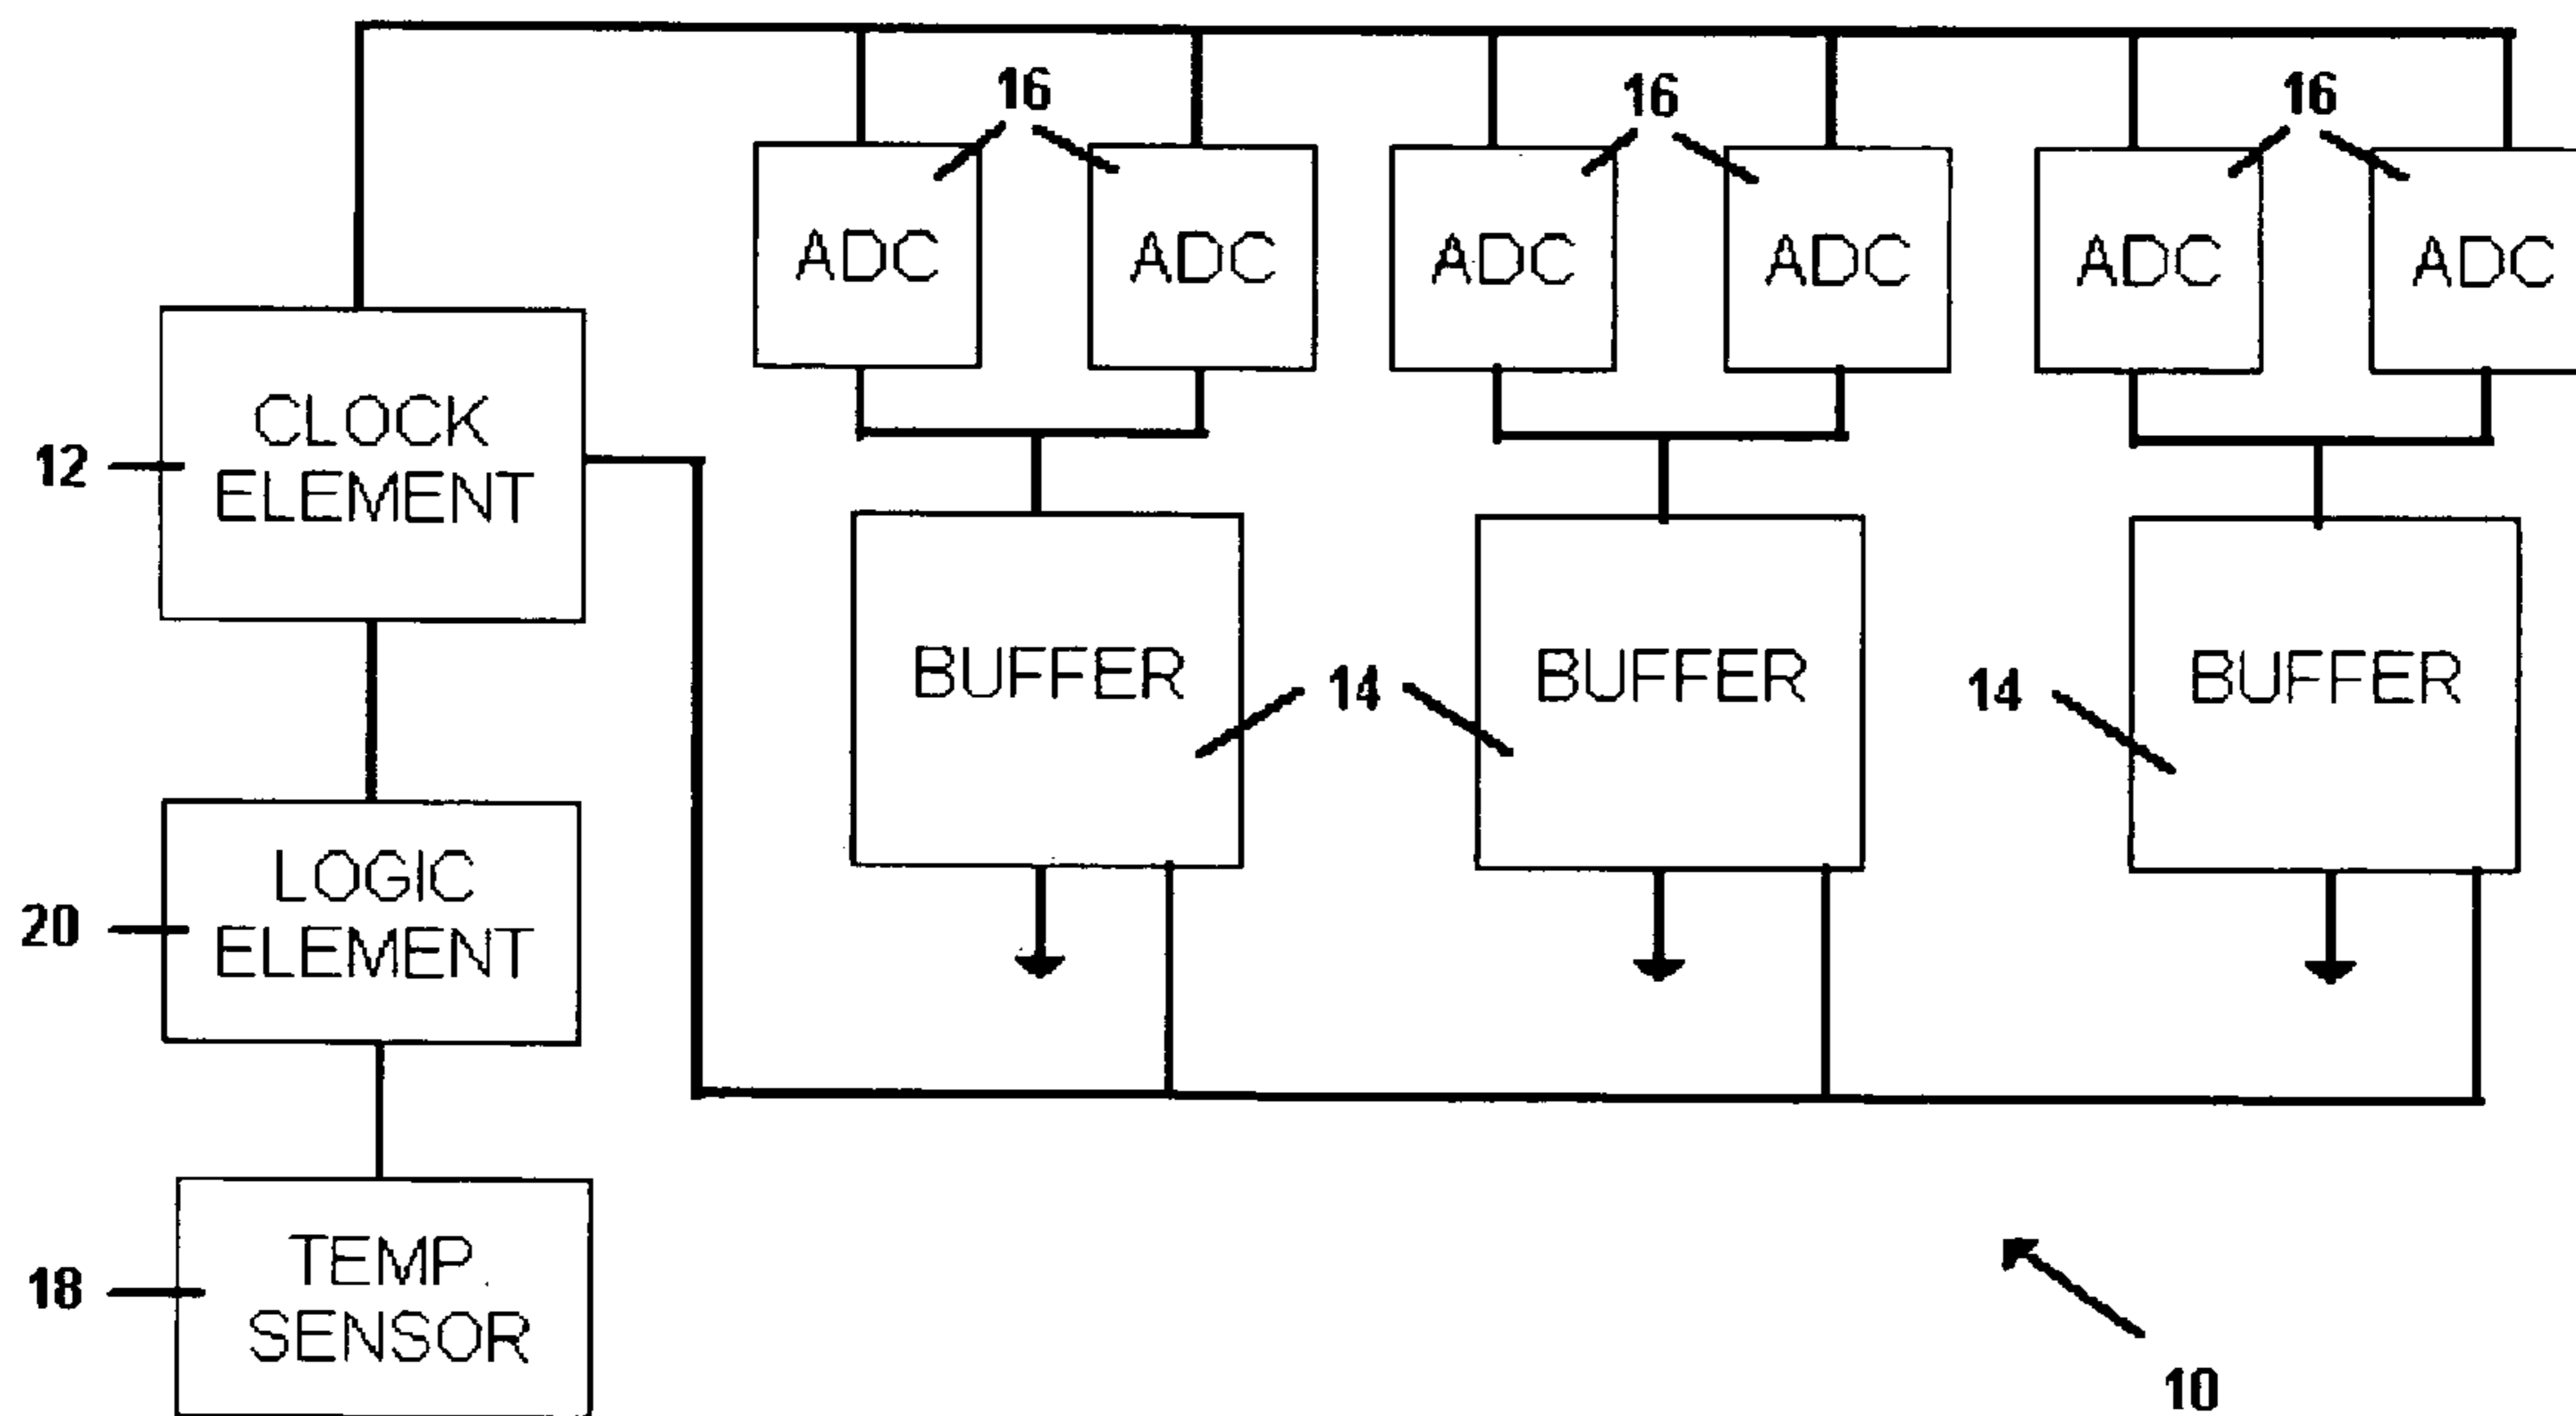 16
16
16
ADC
ADC
ADC
ADC
ADC
ADC
CLOCK
ELEMENT
12
BUFFER
BUFFER
BUFFER
14
14
LOGIC
ELEMENT
20
TEMP.
SENSOR
18
10